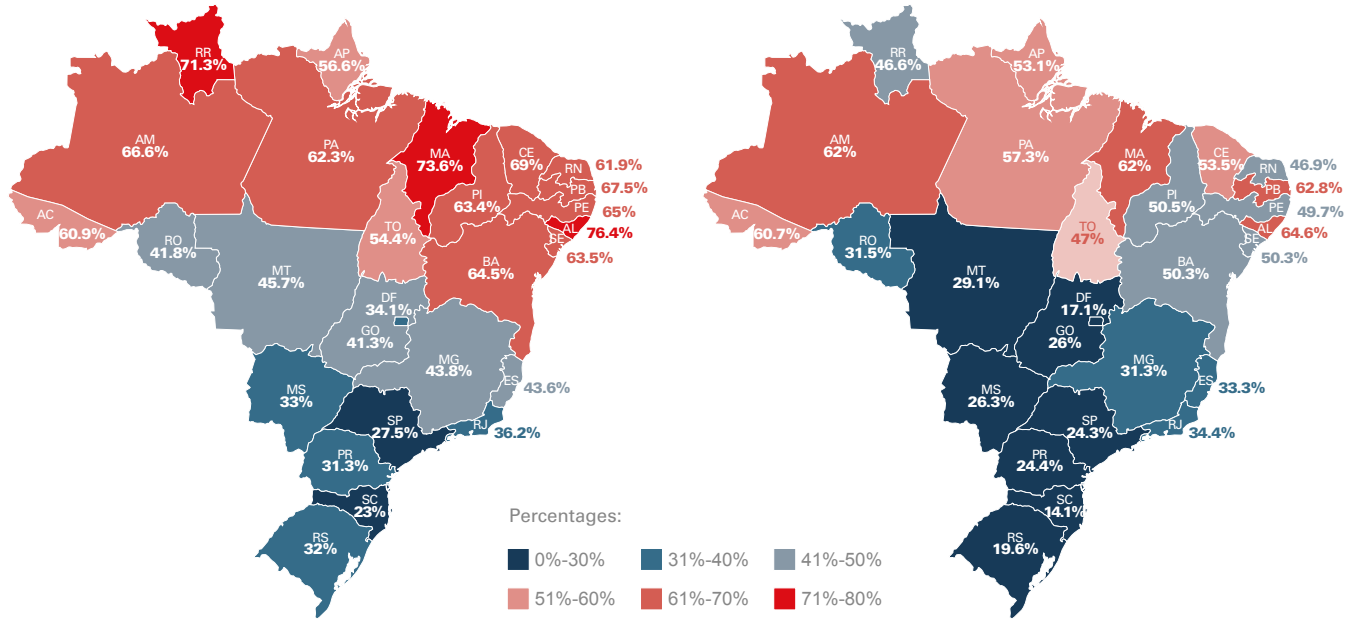 RR
71.3%
AP
56.6%
AM
66.6%
PA
62.3%
MA
73.6%
CE
69%
RN
61.9%
PB
67.5%
PI
63.4%
PE
65%
AC
60.9%
TO
54.4%
AL
76.4%
SE
63.5%
RO
41.8%
BA
64.5%
MT
45.7%
DF
34.1%
GO
41.3%
MG
43.8%
ES
43.6%
MS
33%
SP
27.5%
RJ
36.2%
PR
31.3%
SC
23%
RS
32%
RR
46.6%
AP
53.1%
AM
62%
PA
57.3%
MA
62%
CE
53.5%
RN
46.9%
PB
62.8%
PI
50.5%
PE
49.7%
AC
60.7%
TO
47%
AL
64.6%
SE
50.3%
RO
31.5%
BA
50.3%
MT
29.1%
DF
17.1%
GO
26%
MG
31.3%
ES
33.3%
MS
26.3%
SP
24.3%
RJ
34.4%
PR
24.4%
SC
14.1%
RS
19.6%
Percentages:
0%-30%
31%-40%
41%-50%
51%-60%
61%-70%
71%-80%